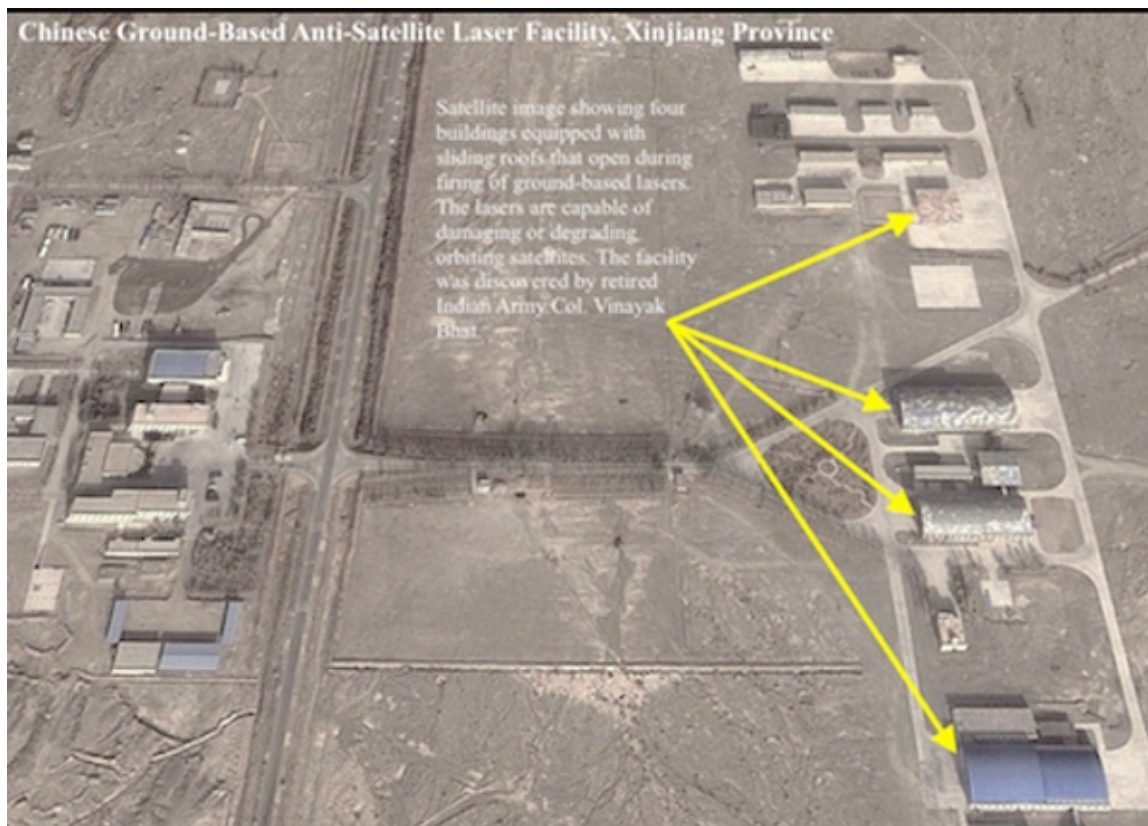 Chinese Ground-Based Anti-Satellite Laser Facility, Xinjiang Province
Satellite image showing four
buildings equipped with
sliding roofs that open during
firing of ground-based lasers.
The lasers are capable of
damaging or degrading
orbiting satellites. The facility
was discovered by retired
Indian Army Col. Vinayak
Bhat.